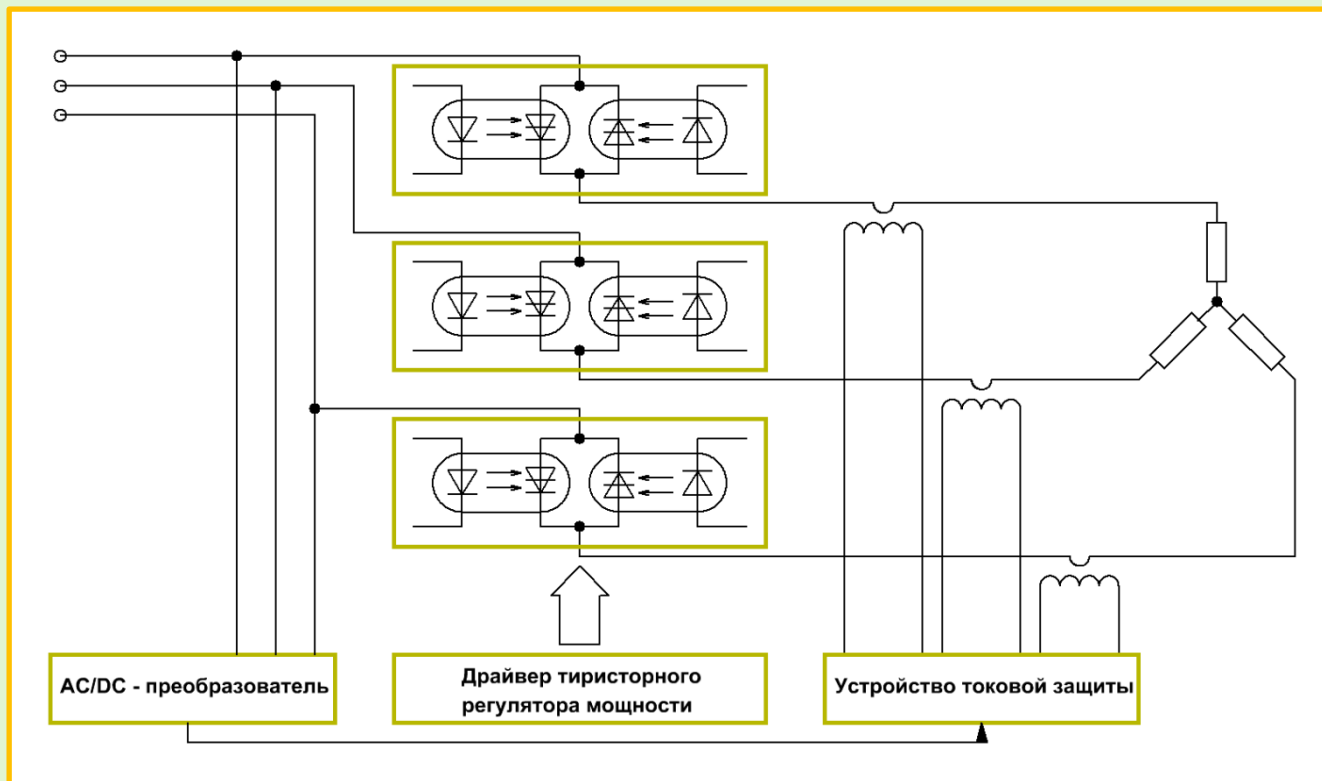 AC/DC - преобразователь
Драйвер тиристорного
регулятора мощности
Устройство токовой защиты